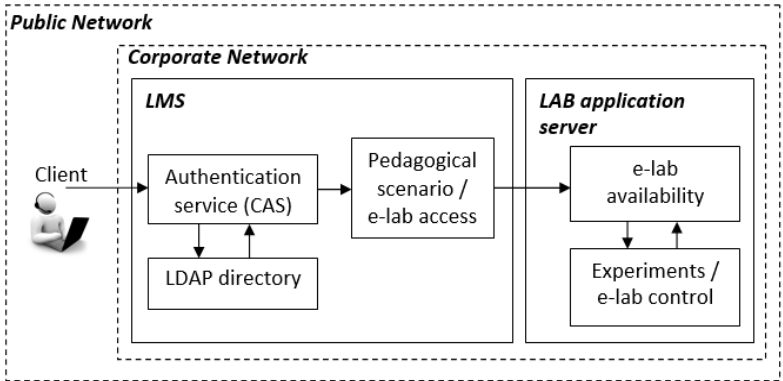 Public Network
Corporate Network
LMS
LAB application
server
Client
Authentication
service (CAS)
Pedagogical
scenario /
e-lab access
e-lab
availability
LDAP directory
Experiments /
e-lab control